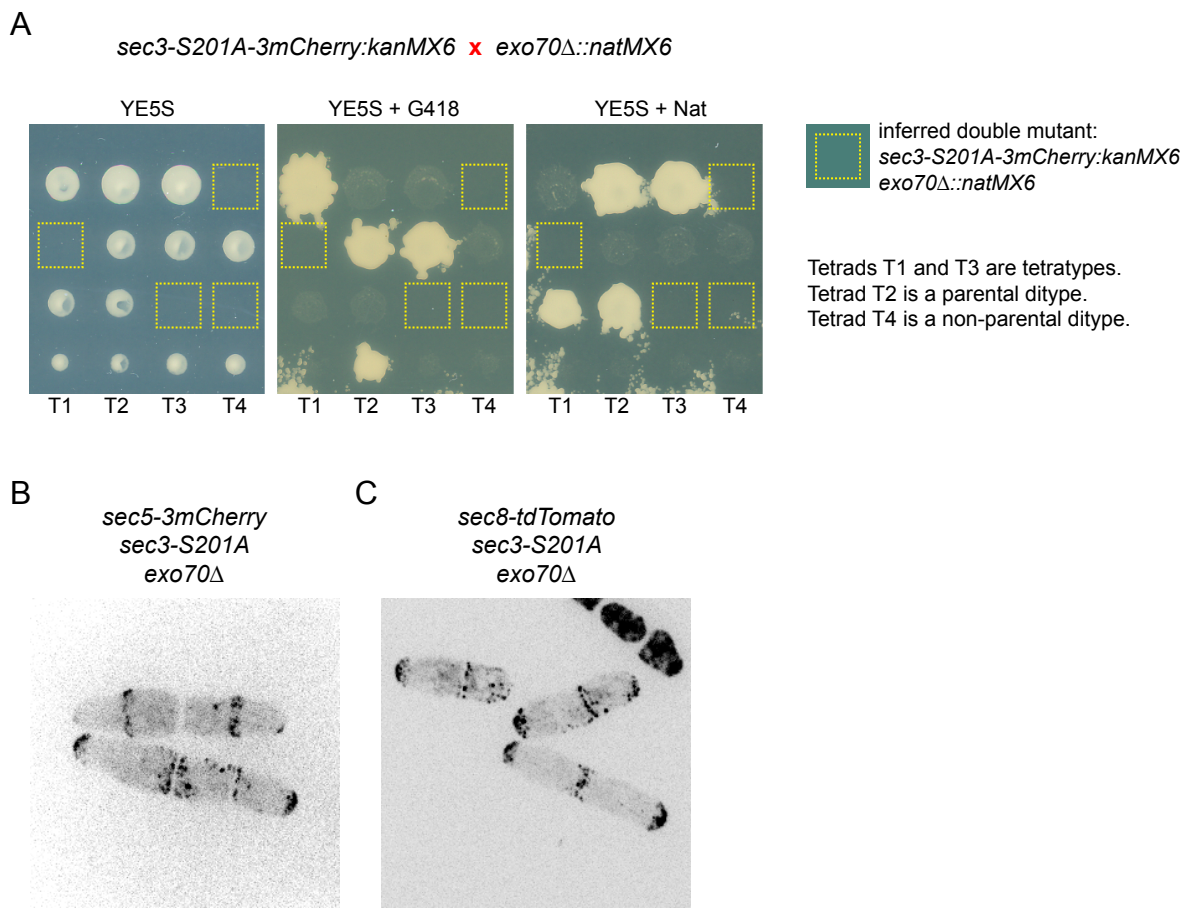 A
sec3-S201A-3mCherry:kanMX6 x exo70Δ::natMX6
YE5S
YE5S + G418
YE5S + Nat
T1 T2 T3 T4
T1 T2 T3 T4
T1 T2 T3 T4
inferred double mutant:
sec3-S201A-3mCherry:kanMX6
exo70Δ::natMX6
Tetrads T1 and T3 are tetratypes.
Tetrad T2 is a parental ditype.
Tetrad T4 is a non-parental ditype.
B
sec5-3mCherry
sec3-S201A
exo70Δ
C
sec8-tdTomato
sec3-S201A
exo70Δ